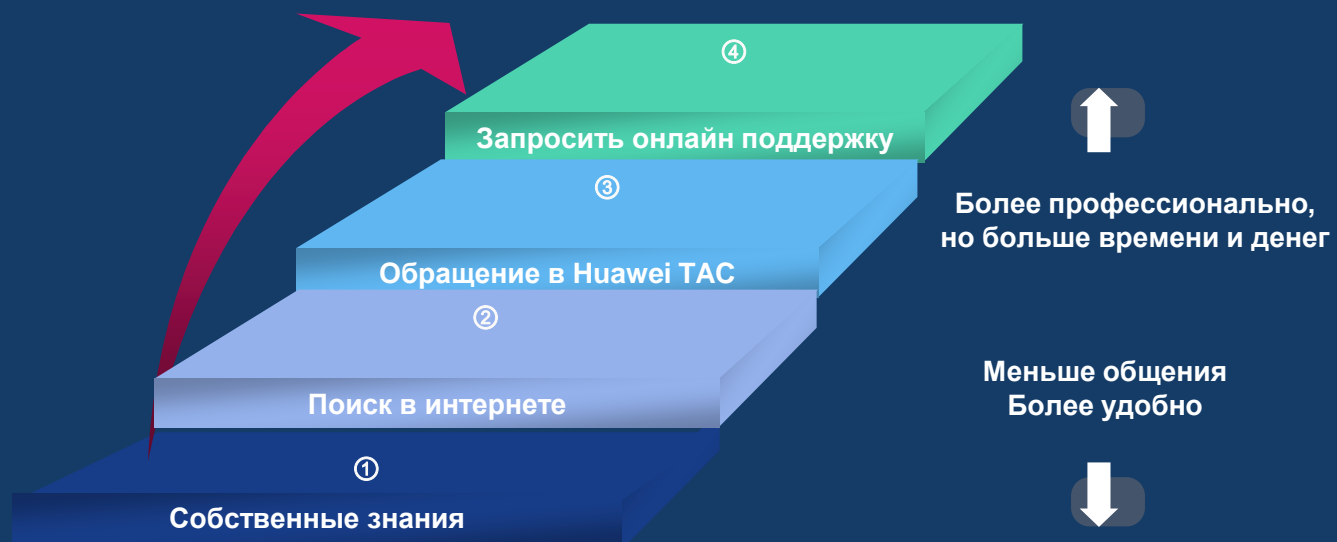 ④
Запросить онлайн поддержку
③
Обращение в Huawei TAC
②
Поиск в интернете
①
Собственные знания
Более профессионально,
но больше времени и денег
Меньше общения
Более удобно